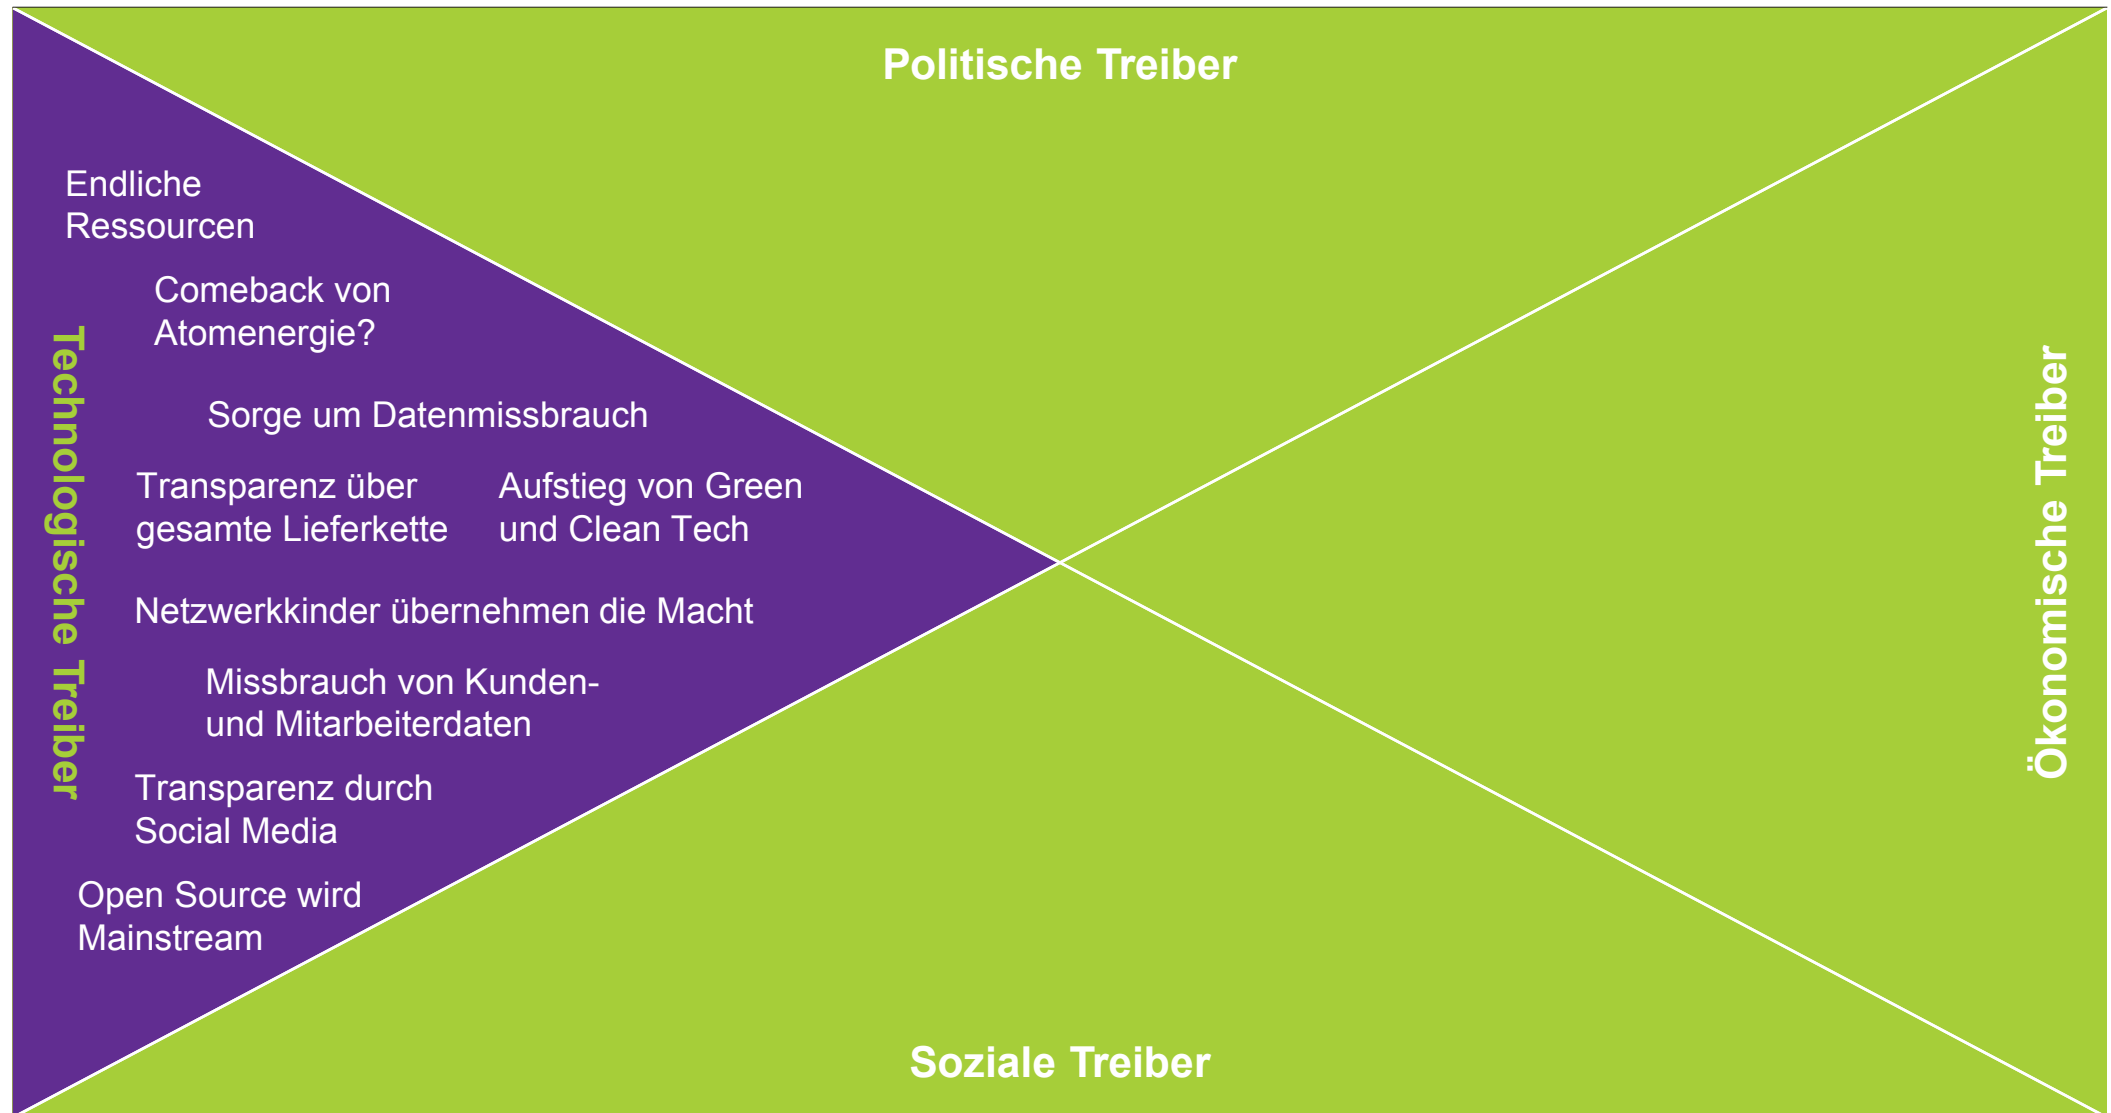 Politische Treiber
Endliche
Ressourcen
Comeback von
Atomenergie?
Sorge um Datenmissbrauch
Transparenz über
gesamte Lieferkette
Aufstieg von Green
und Clean Tech
Netzwerkkinder übernehmen die Macht
Missbrauch von Kunden-
und Mitarbeiterdaten
Transparenz durch
Social Media
Open Source wird
Mainstream
Technologische Treiber
Ökonomische Treiber
Soziale Treiber